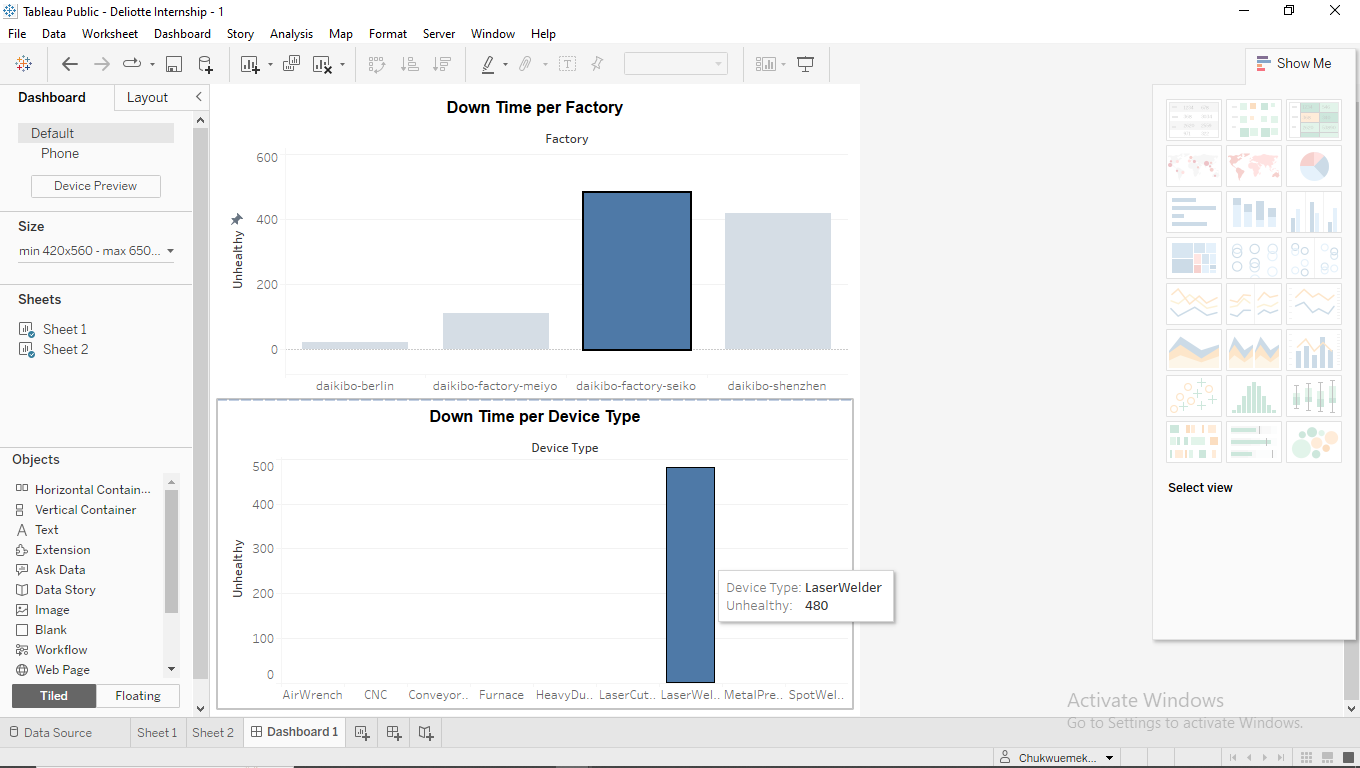 Tableau Public - Deliotte Internship - 1
File Data Worksheet Dashboard Story Analysis Map Format Server Window Help
Show Me
Dashboard Layout
Default
Phone
Device Preview
Size
min 420x560 - max 650...
Sheets
Sheet 1
Sheet 2
Objects
Horizontal Contain...
Vertical Container
Text
Extension
Ask Data
Data Story
Image
Blank
Workflow
Web Page
Tiled Floating
Down Time per Factory
Factory
Unhealthy
600
400
200
0
daikibo-berlin daikibo-factory-meiyo daikibo-factory-seiko daikibo-shenzhen
Down Time per Device Type
Device Type
Unhealthy
500
400
300
200
100
0
AirWrench CNC Conveyor.. Furnace HeavyDu.. LaserCut.. LaserWel.. MetalPre.. SpotWel..
Device Type: LaserWelder
Unhealthy: 480
Select view
Activate Windows
Go to Settings to activate Windows.
Data Source Sheet 1 Sheet 2 Dashboard 1
Chukwuemek...